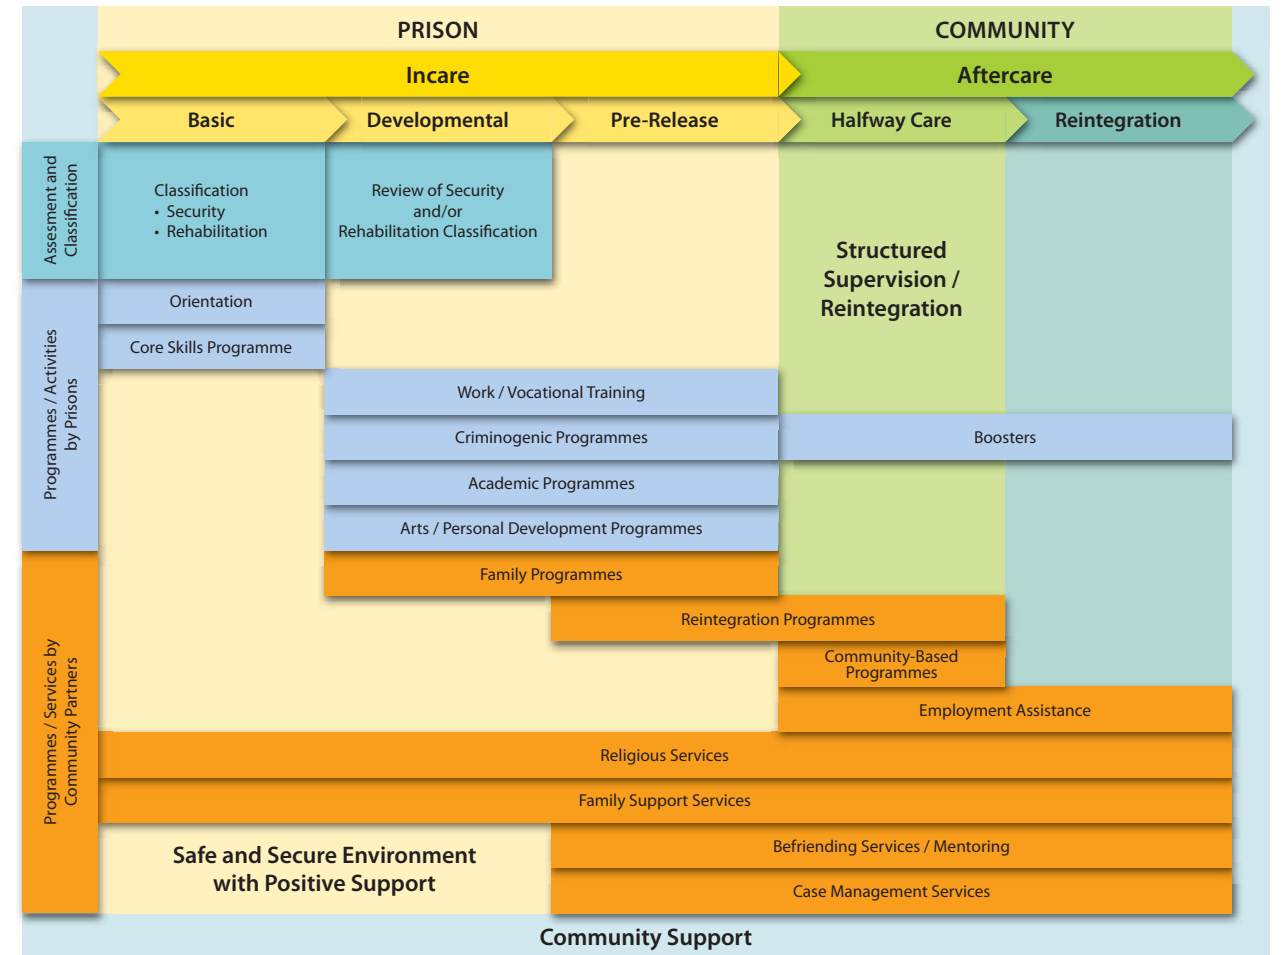 PRISON
COMMUNITY
Incare
Aftercare
Basic
Developmental
Pre-Release
Halfway Care
Reintegration
Assesment and
Classification
Classification
• Security
• Rehabilitation
Review of Security
and/or
Rehabilitation Classification
Structured
Supervision /
Reintegration
Programmes / Activities
by Prisons
Orientation
Core Skills Programme
Work / Vocational Training
Criminogenic Programmes
Boosters
Academic Programmes
Arts / Personal Development Programmes
Programmes / Services by
Community Partners
Family Programmes
Reintegration Programmes
Community-Based
Programmes
Employment Assistance
Religious Services
Family Support Services
Safe and Secure Environment
with Positive Support
Befriending Services / Mentoring
Case Management Services
Community Support